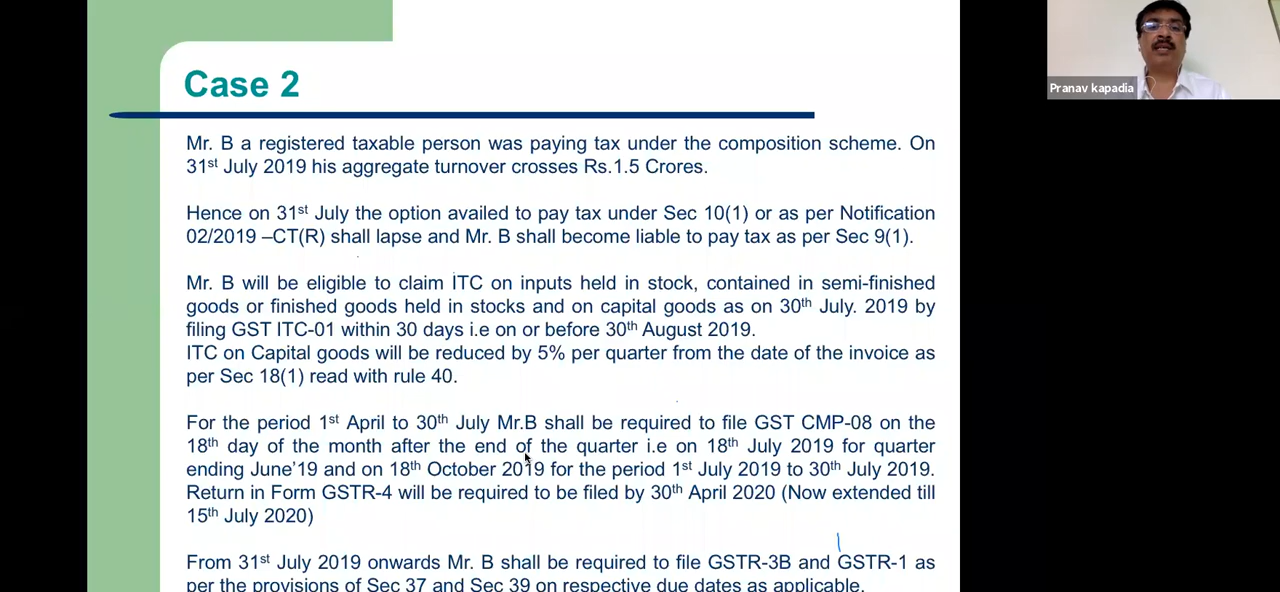 Case 2
Pranav kapadia
Mr. B a registered taxable person was paying tax under the composition scheme. On
31st July 2019 his aggregate turnover crosses Rs.1.5 Crores.
Hence on 31st July the option availed to pay tax under Sec 10(1) or as per Notification
02/2019 –CT(R) shall lapse and Mr. B shall become liable to pay tax as per Sec 9(1).
Mr. B will be eligible to claim ITC on inputs held in stock, contained in semi-finished
goods or finished goods held in stocks and on capital goods as on 30th July. 2019 by
filing GST ITC-01 within 30 days i.e on or before 30th August 2019.
ITC on Capital goods will be reduced by 5% per quarter from the date of the invoice as
per Sec 18(1) read with rule 40.
For the period 1st April to 30th July Mr.B shall be required to file GST CMP-08 on the
18th day of the month after the end of the quarter i.e on 18th July 2019 for quarter
ending June'19 and on 18th October 2019 for the period 1st July 2019 to 30th July 2019.
Return in Form GSTR-4 will be required to be filed by 30th April 2020 (Now extended till
15th July 2020)
From 31st July 2019 onwards Mr. B shall be required to file GSTR-3B and GSTR-1 as
per the provisions of Sec 37 and Sec 39 on respective due dates as applicable.